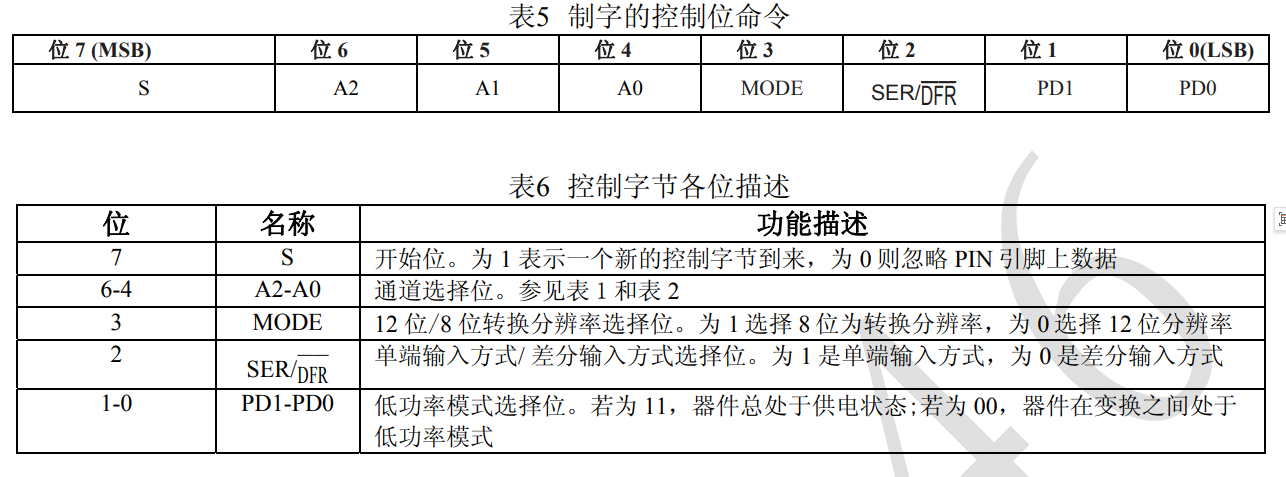 表5 制字的控制位命令
位 7 (MSB) 位 6 位 5 位 4 位 3 位 2 位 1 位 0(LSB)
S A2 A1 A0 MODE SER/D̅F̅R̅ PD1 PD0
表6 控制字节各位描述
位 名称 功能描述
7 S 开始位。为 1 表示一个新的控制字节到来，为 0 则忽略 PIN 引脚上数据
6-4 A2-A0 通道选择位。参见表 1 和表 2
3 MODE 12 位/8 位转换分辨率选择位。为 1 选择 8 位为转换分辨率，为 0 选择 12 位分辨率
2 SER/D̅F̅R̅ 单端输入方式/ 差分输入方式选择位。为 1 是单端输入方式，为 0 是差分输入方式
1-0 PD1-PD0 低功率模式选择位。若为 11，器件总处于供电状态;若为 00，器件在变换之间处于
低功率模式
46